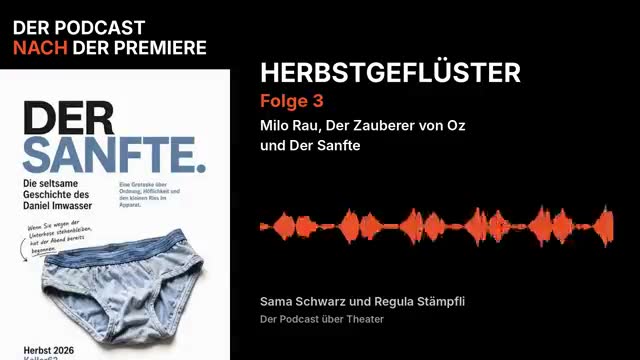 DER PODCAST
NACH DER PREMIERE
DER
SANFTE.
Die seltsame
Geschichte des
Daniel Imwasser
Eine Groteske über
Ordnung, Höflichkeit und
den kleinen Riss im
Apparat.
Wenn Sie wegen der
Unterhose stehenbleiben,
hat der Abend bereits
begonnen.
Herbst 2026
Keller62
HERBSTGEFLÜSTER
Folge 3
Milo Rau, Der Zauberer von Oz
und Der Sanfte
Sama Schwarz und Regula Stämpfli
Der Podcast über Theater